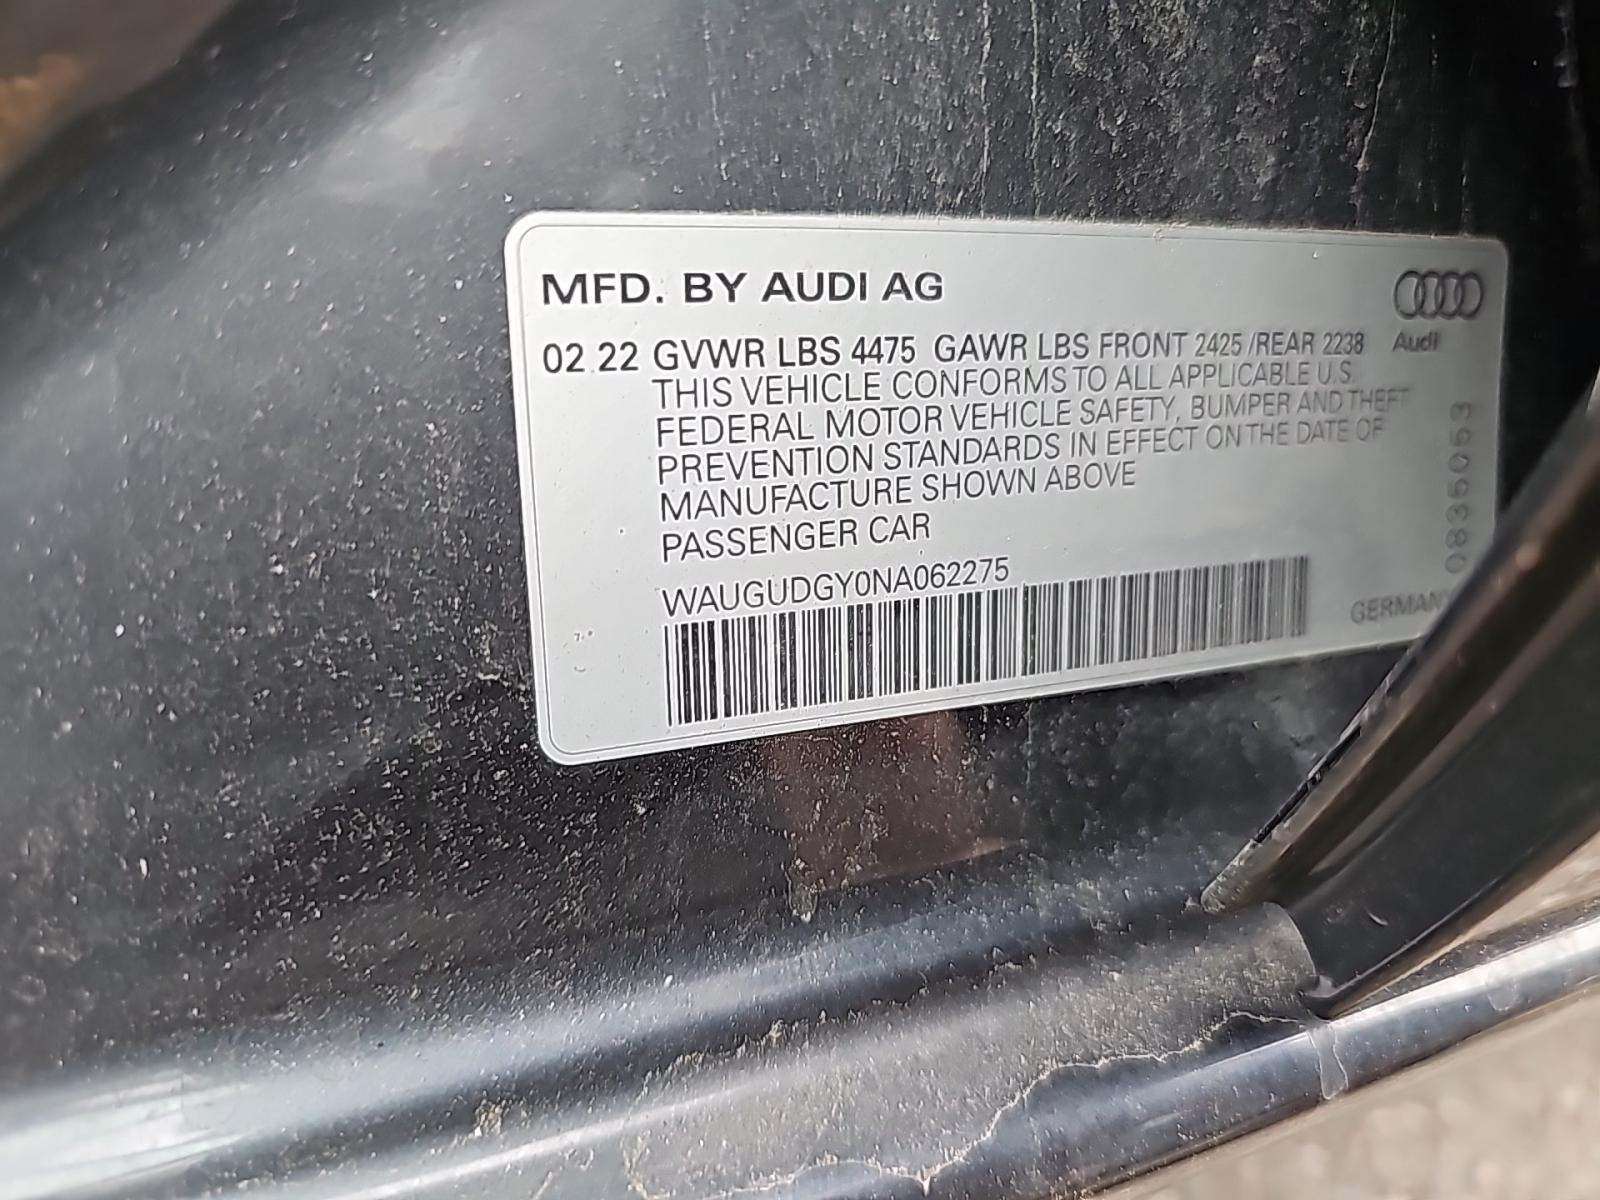 MFD. BY AUDI AG
Audi
02.22 GVWR LBS 4475 GAWR LBS FRONT 2425 /REAR 2238
THIS VEHICLE CONFORMS TO ALL APPLICABLE U.S.
FEDERAL MOTOR VEHICLE SAFETY, BUMPER AND THEFT
PREVENTION STANDARDS IN EFFECT ON THE DATE OF
MANUFACTURE SHOWN ABOVE
PASSENGER CAR
WAUGUDGY0NA062275
GERMANY
0835053